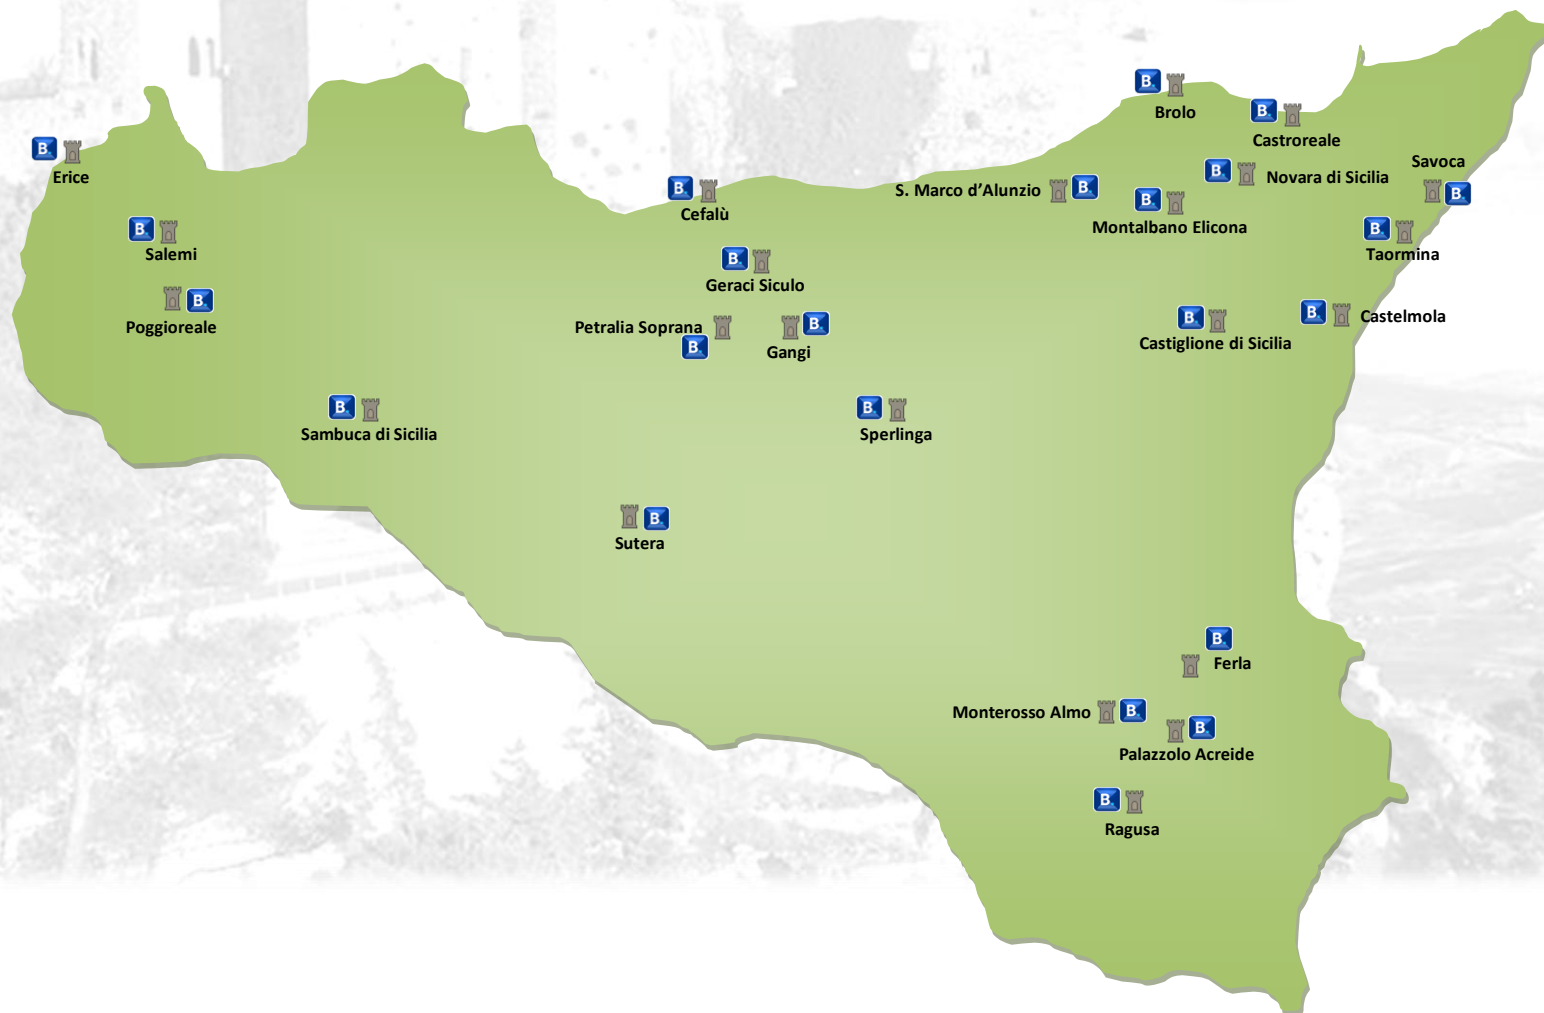 B. Brolo
B. Castroreale
B. Erice
Savoca B.
B. Novara di Sicilia
B. Cefalù
S. Marco d’Alunzio B.
B. Montalbano Elicona
B. Salemi
B. Taormina
B. Geraci Siculo
Poggioreale B.
Petralia Soprana B.
Gangi B.
B. Castiglione di Sicilia
B. Castelmola
B. Sambuca di Sicilia
B. Sperlinga
Sutera B.
B. Ferla
Monterosso Almo B.
Palazzolo Acreide B.
B. Ragusa